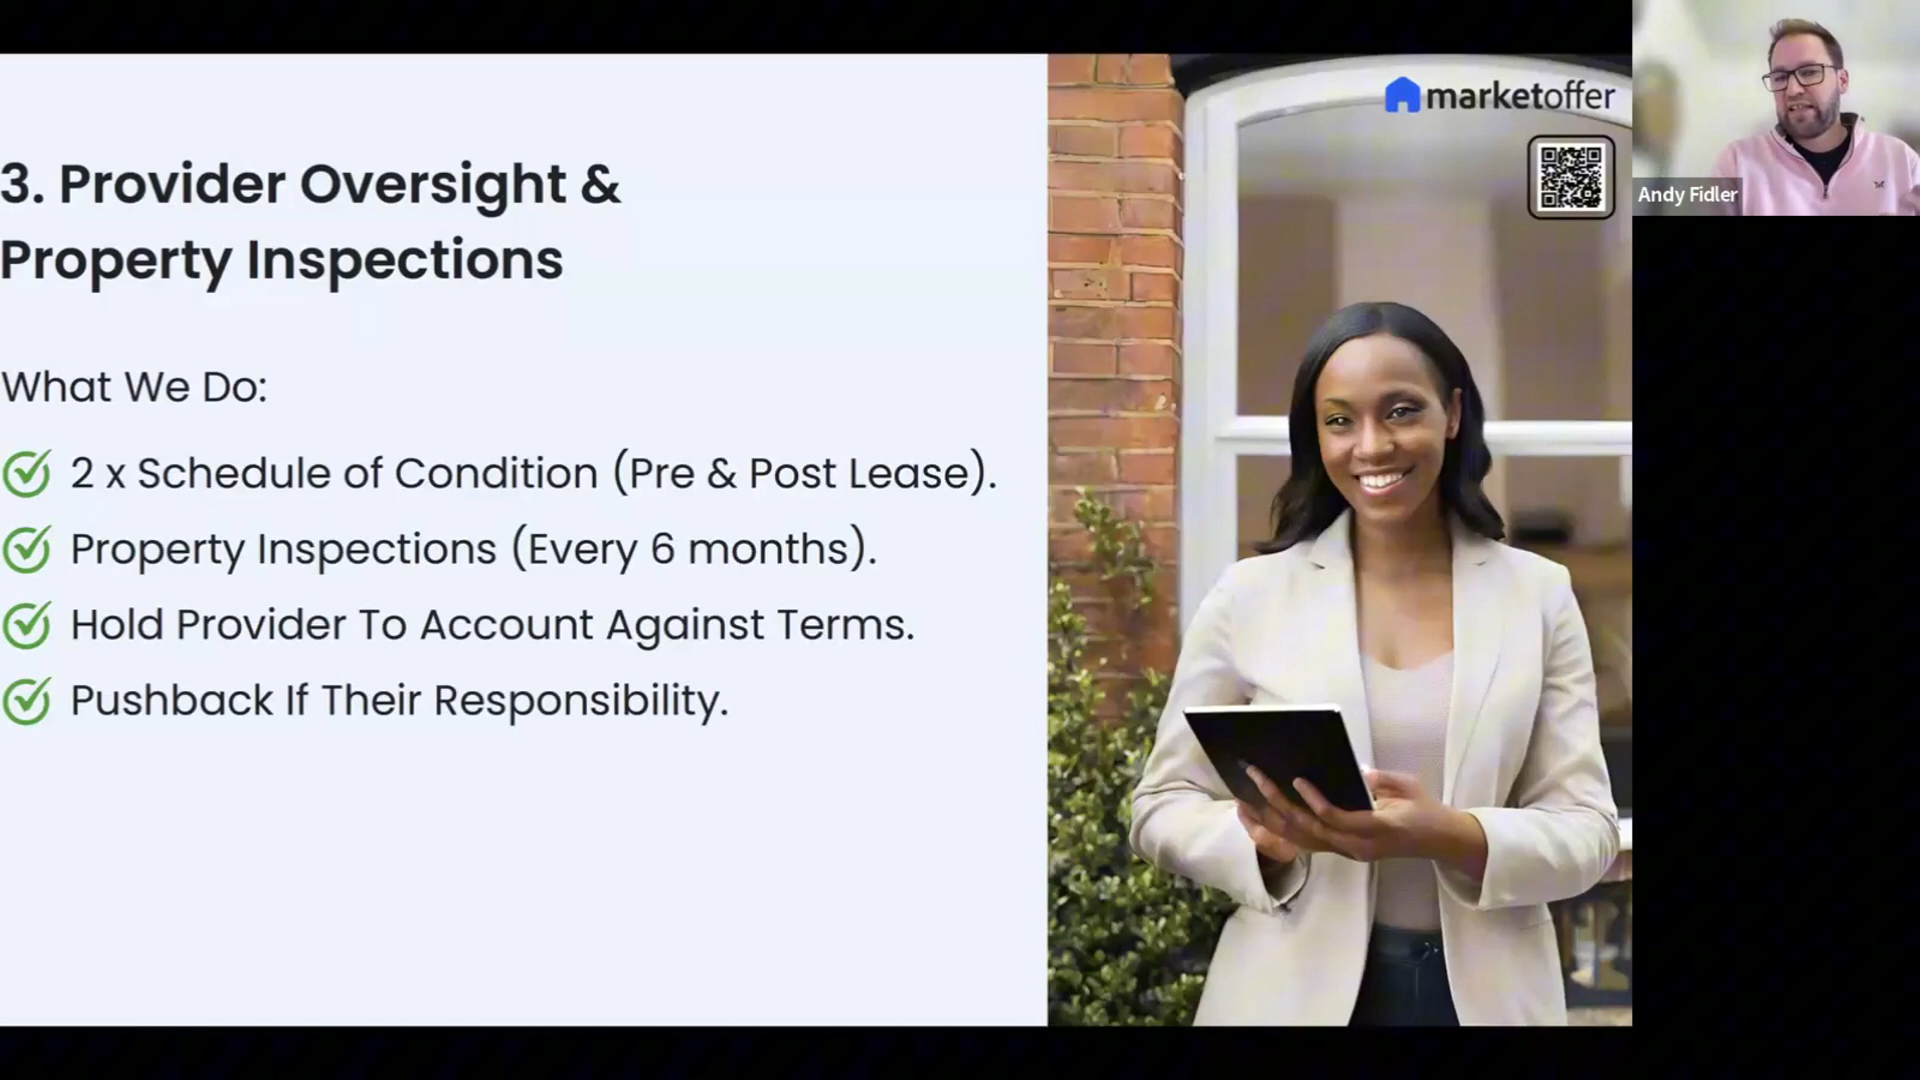 3. Provider Oversight &
Property Inspections
What We Do:
2 x Schedule of Condition (Pre & Post Lease).
Property Inspections (Every 6 months).
Hold Provider To Account Against Terms.
Pushback If Their Responsibility.
marketoffer
Andy Fidler